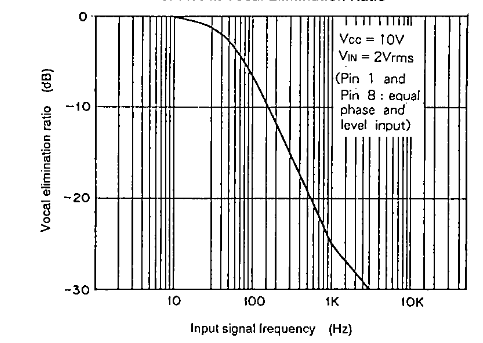 Vcc = 10V
VIN = 2Vrms
(Pin 1 and
Pin 8 : equal
phase and
level input)
0
-10
-20
-30
Vocal elimination ratio (dB)
10 100 1K 10K
Input signal frequency (Hz)